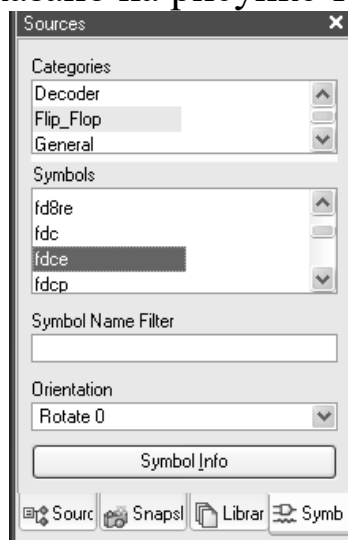 Sources
Categories
Decoder
Flip_Flop
General
Symbols
fd8re
fdc
fdce
fdcp
Symbol Name Filter
Orientation
Rotate 0
Symbol Info
Sourc Snapsl Librar Symb